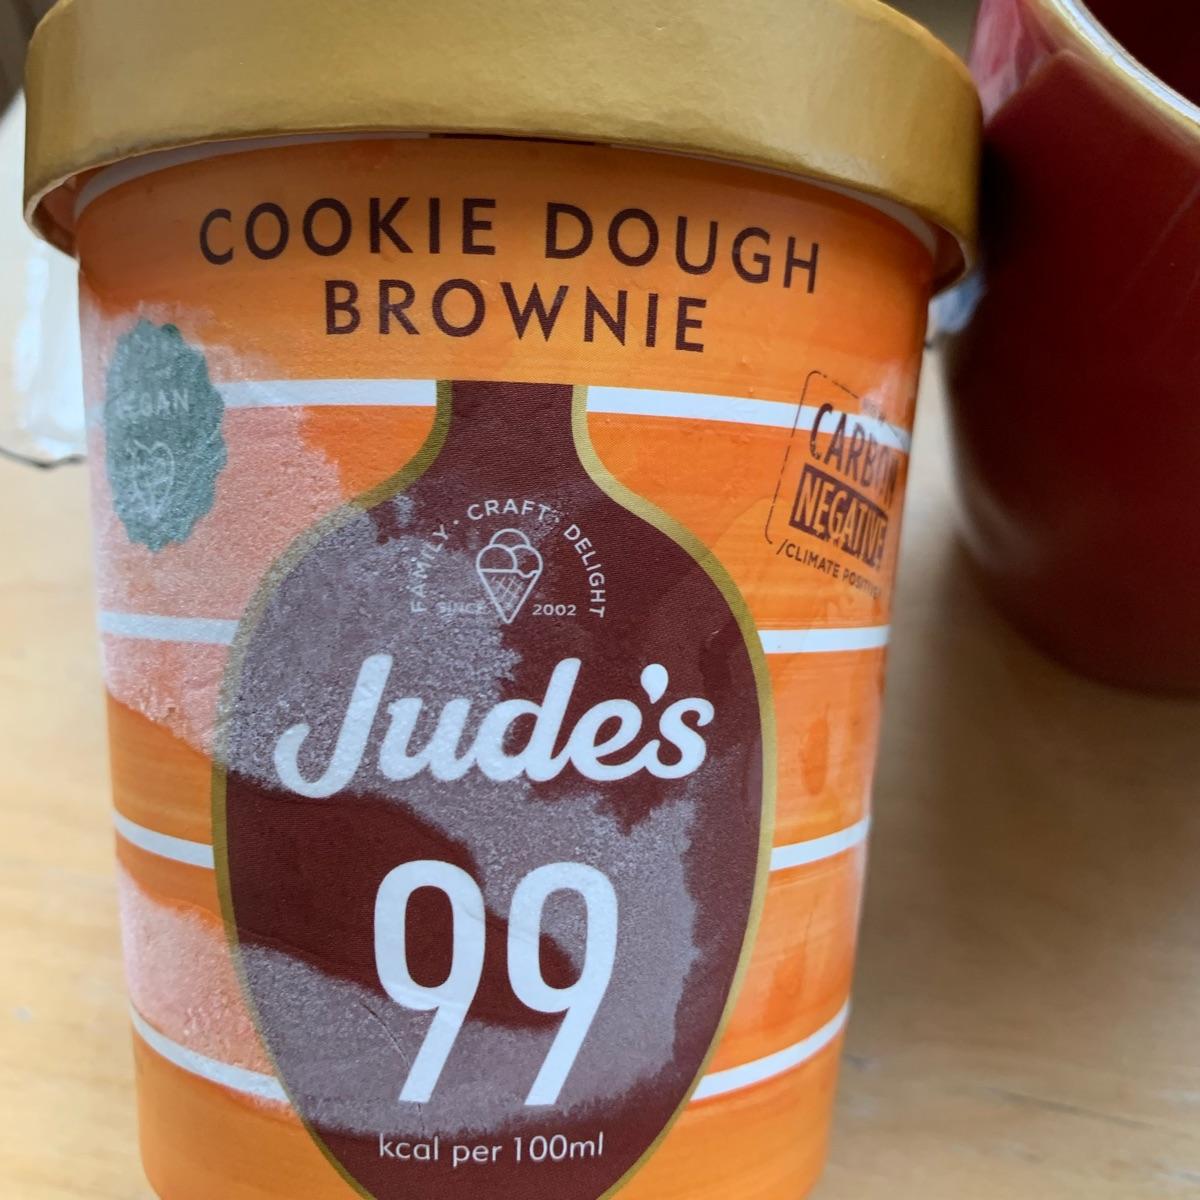 COOKIE DOUGH
BROWNIE
VEGAN
CARBON
NEGATIVE
/CLIMATE POSITIVE
FAMILY · CRAFT · DELIGHT
SINCE 2002
Jude's
99
kcal per 100ml